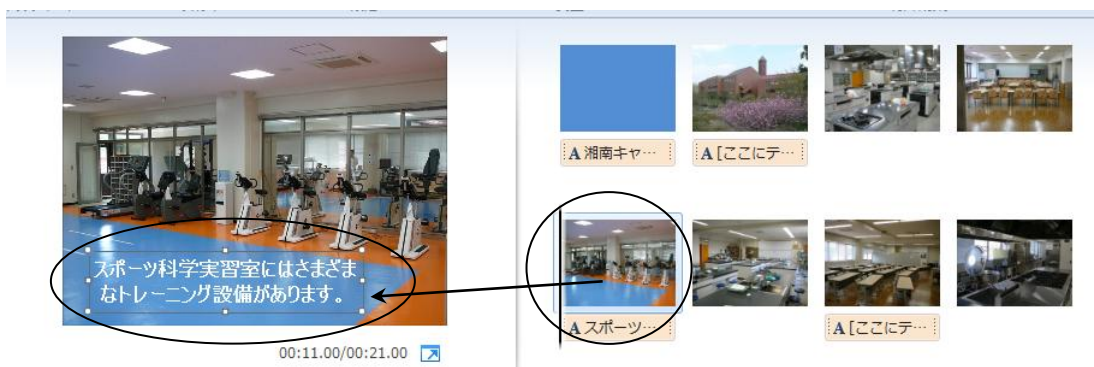 スポーツ科学実習室にはさまざま
なトレーニング設備があります。
00:11.00/00:21.00
A 湘南キャ…
A [ここにテ…
A スポーツ…
A [ここにテ…